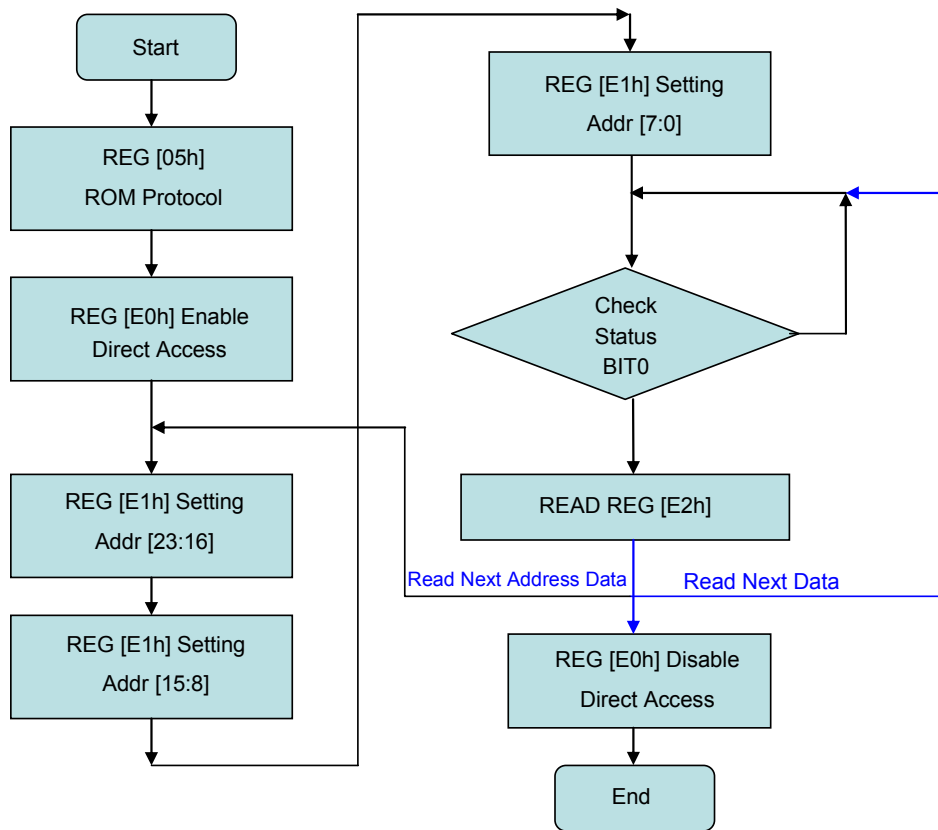 Start
REG [05h]
ROM Protocol
REG [E0h] Enable
Direct Access
REG [E1h] Setting
Addr [23:16]
REG [E1h] Setting
Addr [15:8]
REG [E1h] Setting
Addr [7:0]
Check
Status
BIT0
READ REG [E2h]
Read Next Address Data
Read Next Data
REG [E0h] Disable
Direct Access
End